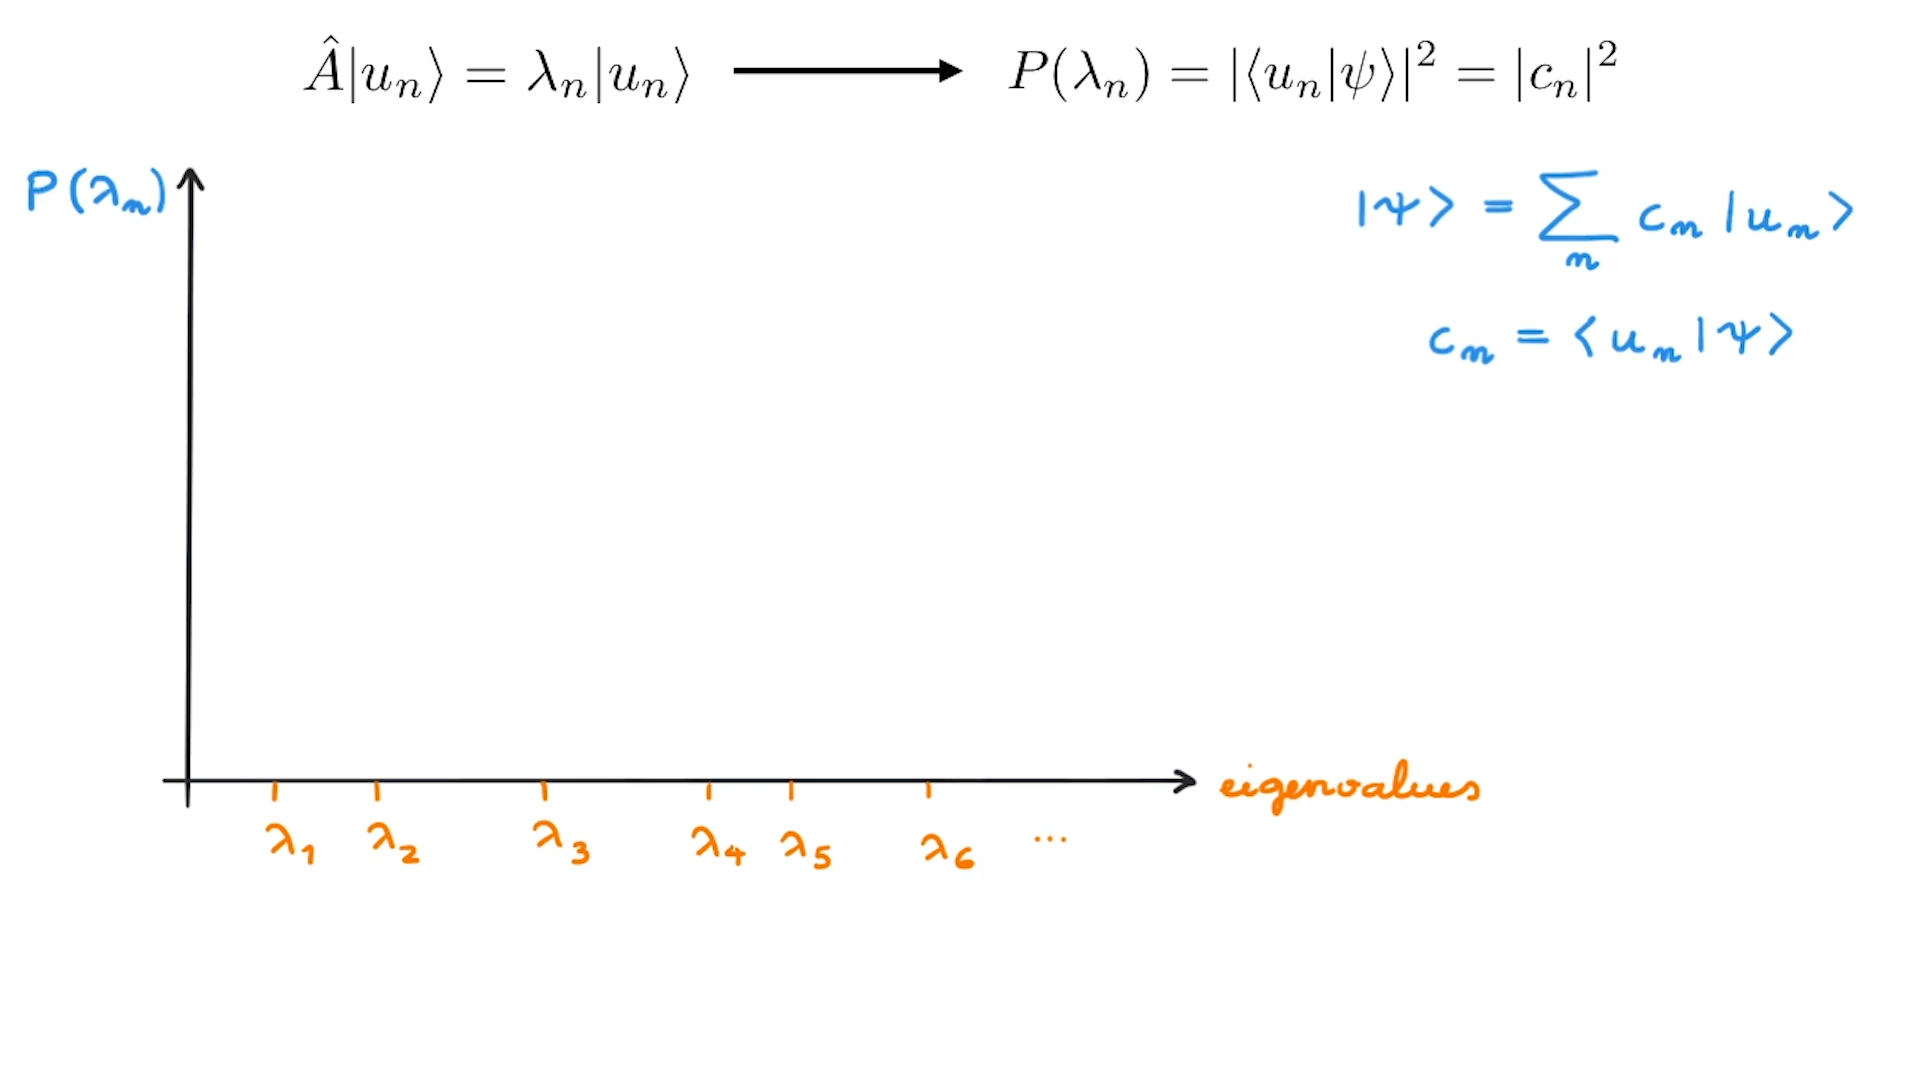 Â|uₙ⟩ = λₙ|uₙ⟩ ⟶ P(λₙ) = |⟨uₙ|ψ⟩|² = |cₙ|²
P(λₙ)
|ψ⟩ = ∑ₙ cₙ |uₙ⟩
cₙ = ⟨uₙ|ψ⟩
eigenvalues
λ₁ λ₂ λ₃ λ₄ λ₅ λ₆ ...